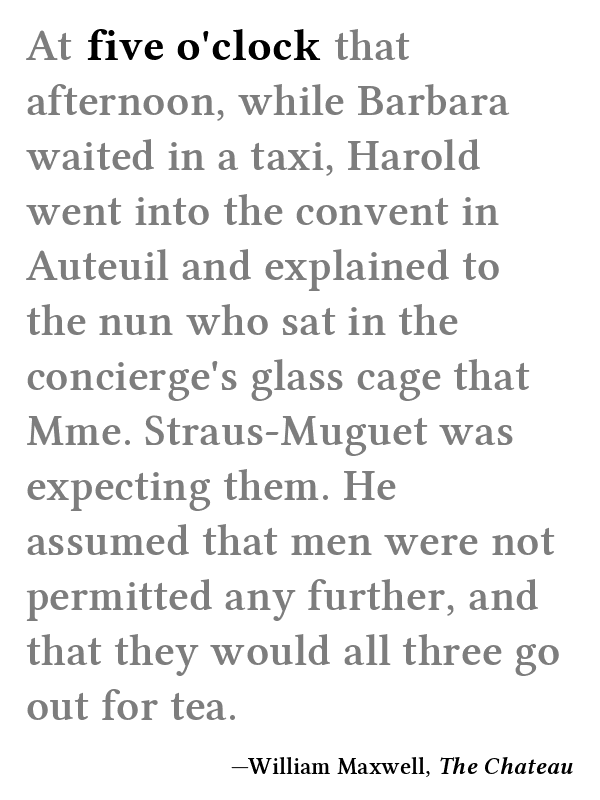 At five o'clock that
afternoon, while Barbara
waited in a taxi, Harold
went into the convent in
Auteuil and explained to
the nun who sat in the
concierge's glass cage that
Mme. Straus-Muguet was
expecting them. He
assumed that men were not
permitted any further, and
that they would all three go
out for tea.
—William Maxwell, The Chateau